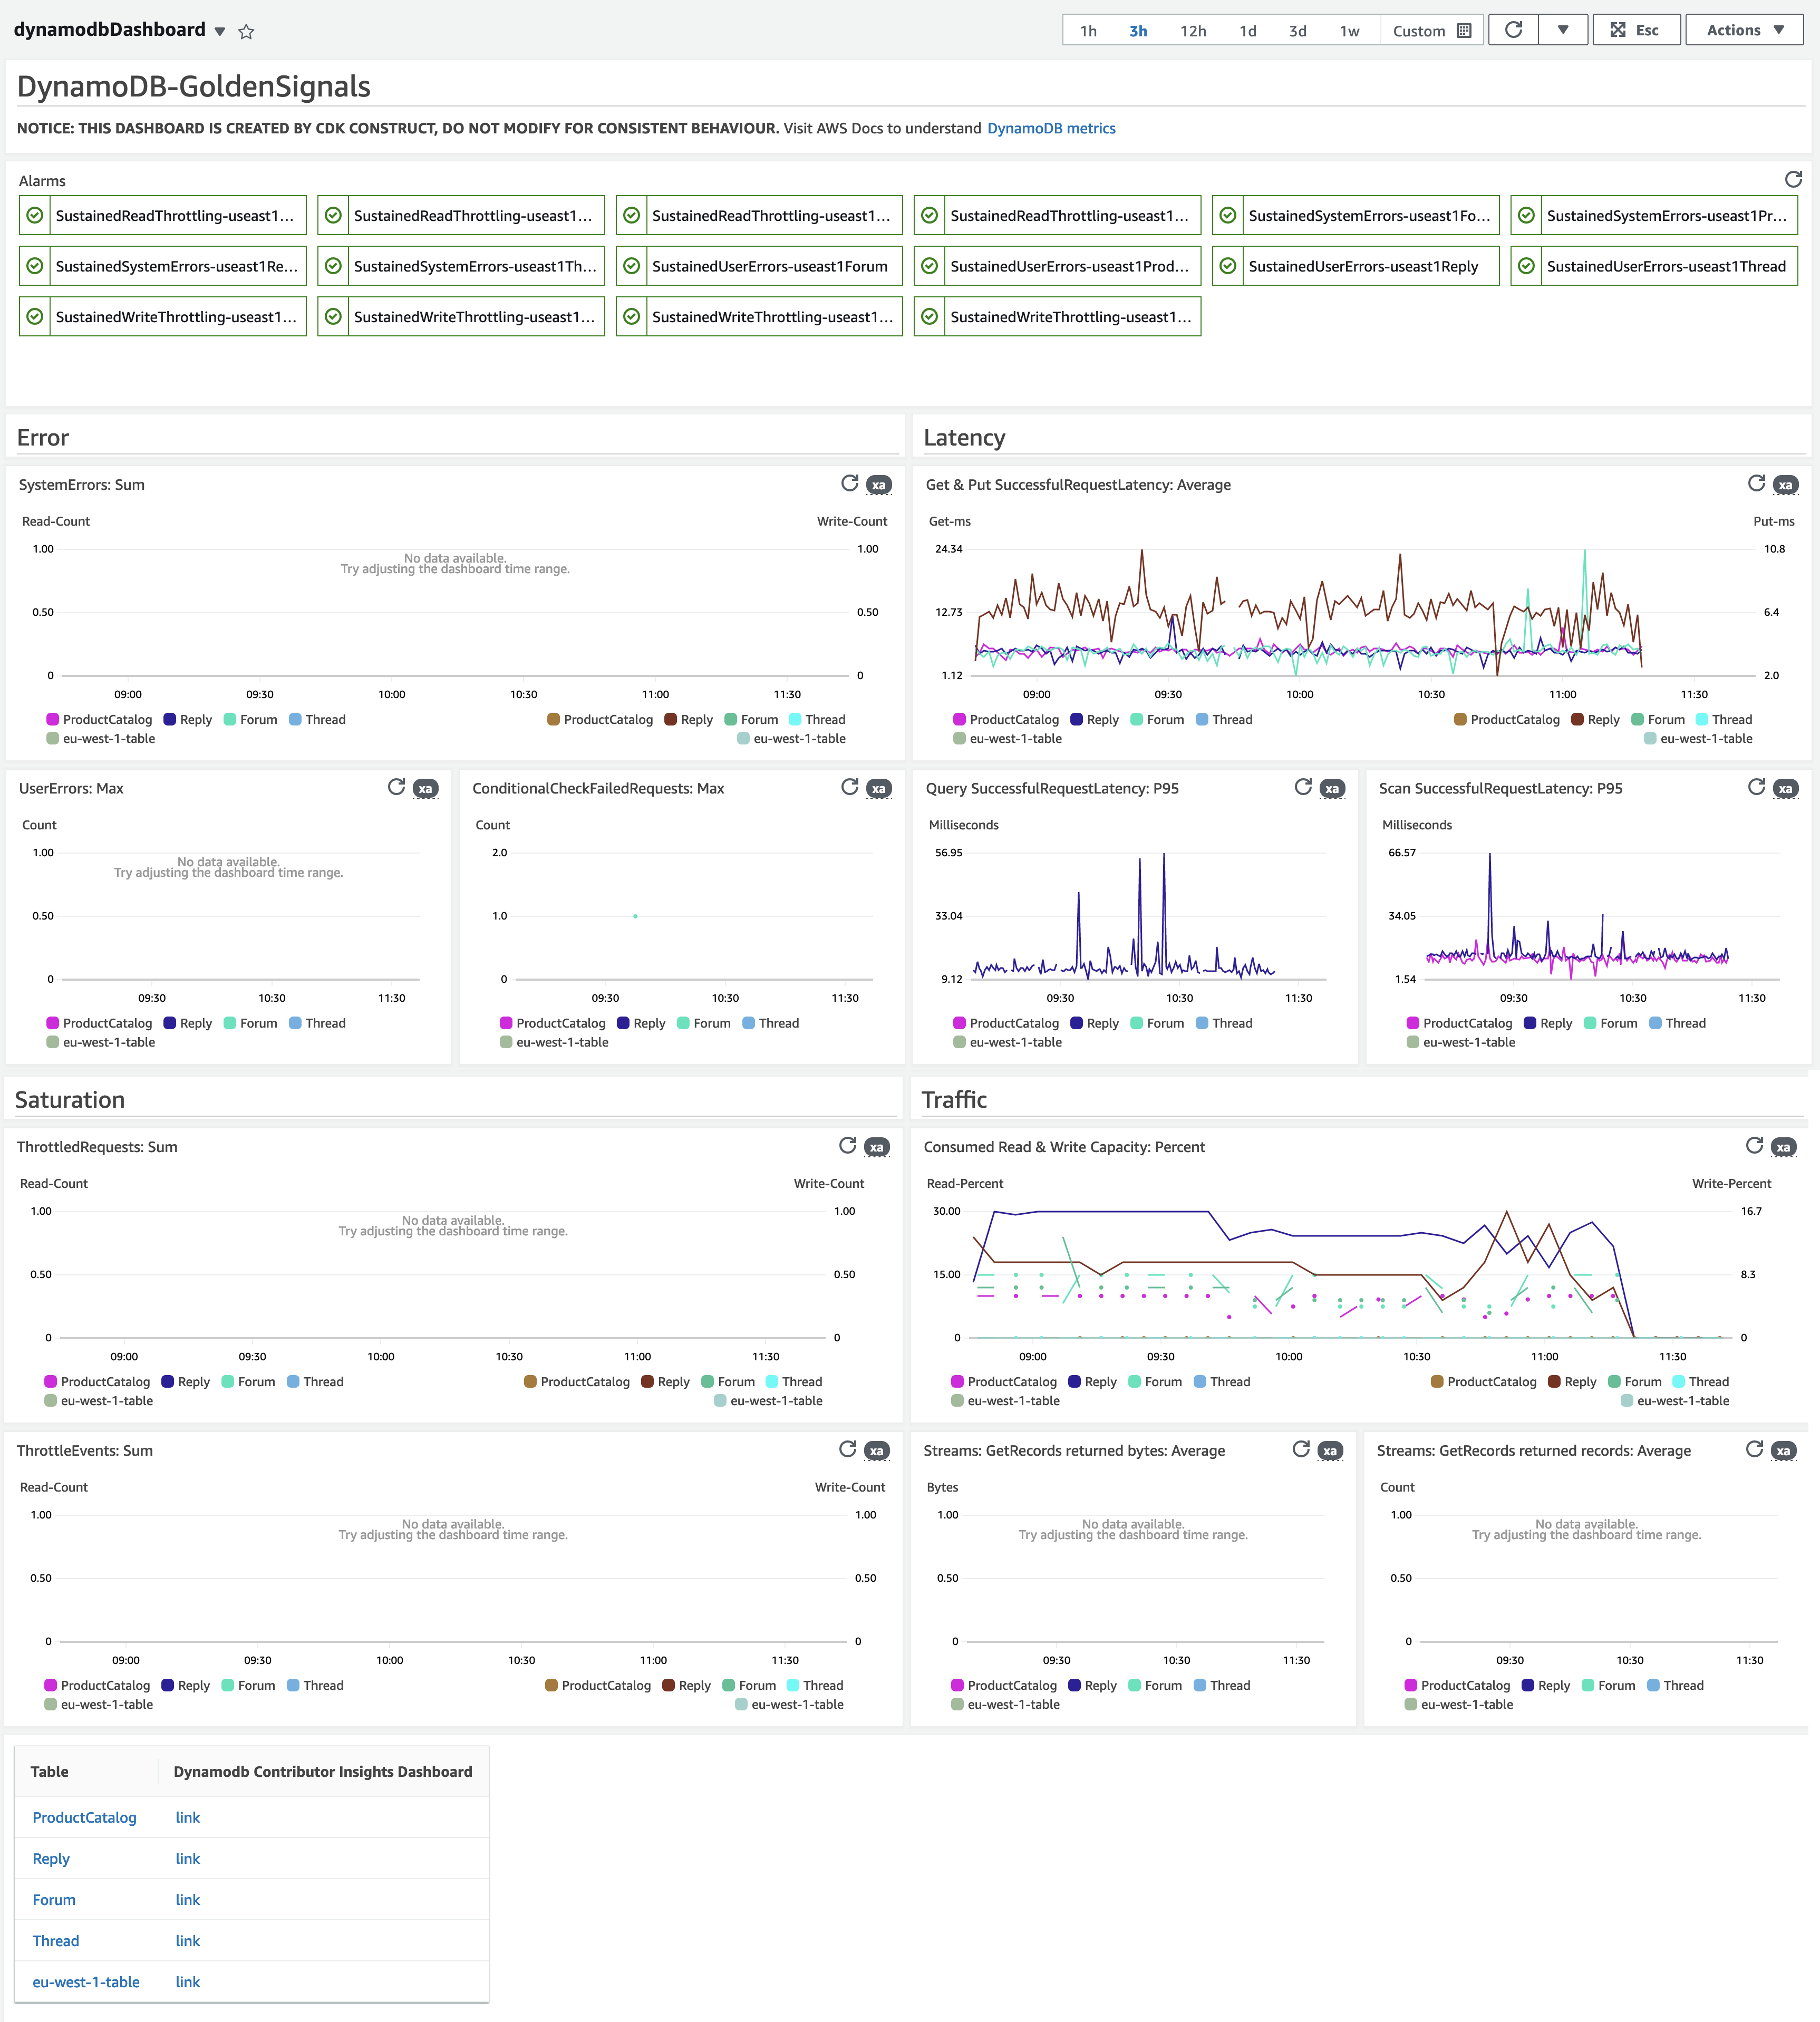 dynamodbDashboard
1h 3h 12h 1d 3d 1w Custom Esc Actions
DynamoDB-GoldenSignals
NOTICE: THIS DASHBOARD IS CREATED BY CDK CONSTRUCT, DO NOT MODIFY FOR CONSISTENT BEHAVIOUR. Visit AWS Docs to understand DynamoDB metrics
Alarms
SustainedReadThrottling-useast1... SustainedReadThrottling-useast1... SustainedReadThrottling-useast1... SustainedReadThrottling-useast1... SustainedSystemErrors-useast1Fo... SustainedSystemErrors-useast1Pr...
SustainedSystemErrors-useast1Re... SustainedSystemErrors-useast1Th... SustainedUserErrors-useast1Forum SustainedUserErrors-useast1Prod... SustainedUserErrors-useast1Reply SustainedUserErrors-useast1Thread
SustainedWriteThrottling-useast1... SustainedWriteThrottling-useast1... SustainedWriteThrottling-useast1... SustainedWriteThrottling-useast1...
Error
SystemErrors: Sum xa
Read-Count Write-Count
1.00 1.00
No data available.
Try adjusting the dashboard time range.
0.50 0.50
0 0
09:00 09:30 10:00 10:30 11:00 11:30
ProductCatalog Reply Forum Thread ProductCatalog Reply Forum Thread
eu-west-1-table eu-west-1-table
Latency
Get & Put SuccessfulRequestLatency: Average xa
Get-ms Put-ms
24.34 10.8
12.73 6.4
1.12 2.0
09:00 09:30 10:00 10:30 11:00 11:30
ProductCatalog Reply Forum Thread ProductCatalog Reply Forum Thread
eu-west-1-table eu-west-1-table
UserErrors: Max xa
Count
1.00
No data available.
Try adjusting the dashboard time range.
0.50
0
09:30 10:30 11:30
ProductCatalog Reply Forum Thread
eu-west-1-table
ConditionalCheckFailedRequests: Max xa
Count
2.0
1.0
0
09:30 10:30 11:30
ProductCatalog Reply Forum Thread
eu-west-1-table
Query SuccessfulRequestLatency: P95 xa
Milliseconds
56.95
33.04
9.12
09:30 10:30 11:30
ProductCatalog Reply Forum Thread
eu-west-1-table
Scan SuccessfulRequestLatency: P95 xa
Milliseconds
66.57
34.05
1.54
09:30 10:30 11:30
ProductCatalog Reply Forum Thread
eu-west-1-table
Saturation
ThrottledRequests: Sum xa
Read-Count Write-Count
1.00 1.00
No data available.
Try adjusting the dashboard time range.
0.50 0.50
0 0
09:00 09:30 10:00 10:30 11:00 11:30
ProductCatalog Reply Forum Thread ProductCatalog Reply Forum Thread
eu-west-1-table eu-west-1-table
Traffic
Consumed Read & Write Capacity: Percent xa
Read-Percent Write-Percent
30.00 16.7
15.00 8.3
0 0
09:00 09:30 10:00 10:30 11:00 11:30
ProductCatalog Reply Forum Thread ProductCatalog Reply Forum Thread
eu-west-1-table eu-west-1-table
ThrottleEvents: Sum xa
Read-Count Write-Count
1.00 1.00
No data available.
Try adjusting the dashboard time range.
0.50 0.50
0 0
09:00 09:30 10:00 10:30 11:00 11:30
ProductCatalog Reply Forum Thread ProductCatalog Reply Forum Thread
eu-west-1-table eu-west-1-table
Streams: GetRecords returned bytes: Average xa
Bytes
1.00
No data available.
Try adjusting the dashboard time range.
0.50
0
09:30 10:30 11:30
ProductCatalog Reply Forum Thread
eu-west-1-table
Streams: GetRecords returned records: Average xa
Count
1.00
No data available.
Try adjusting the dashboard time range.
0.50
0
09:30 10:30 11:30
ProductCatalog Reply Forum Thread
eu-west-1-table
Table Dynamodb Contributor Insights Dashboard
ProductCatalog link
Reply link
Forum link
Thread link
eu-west-1-table link